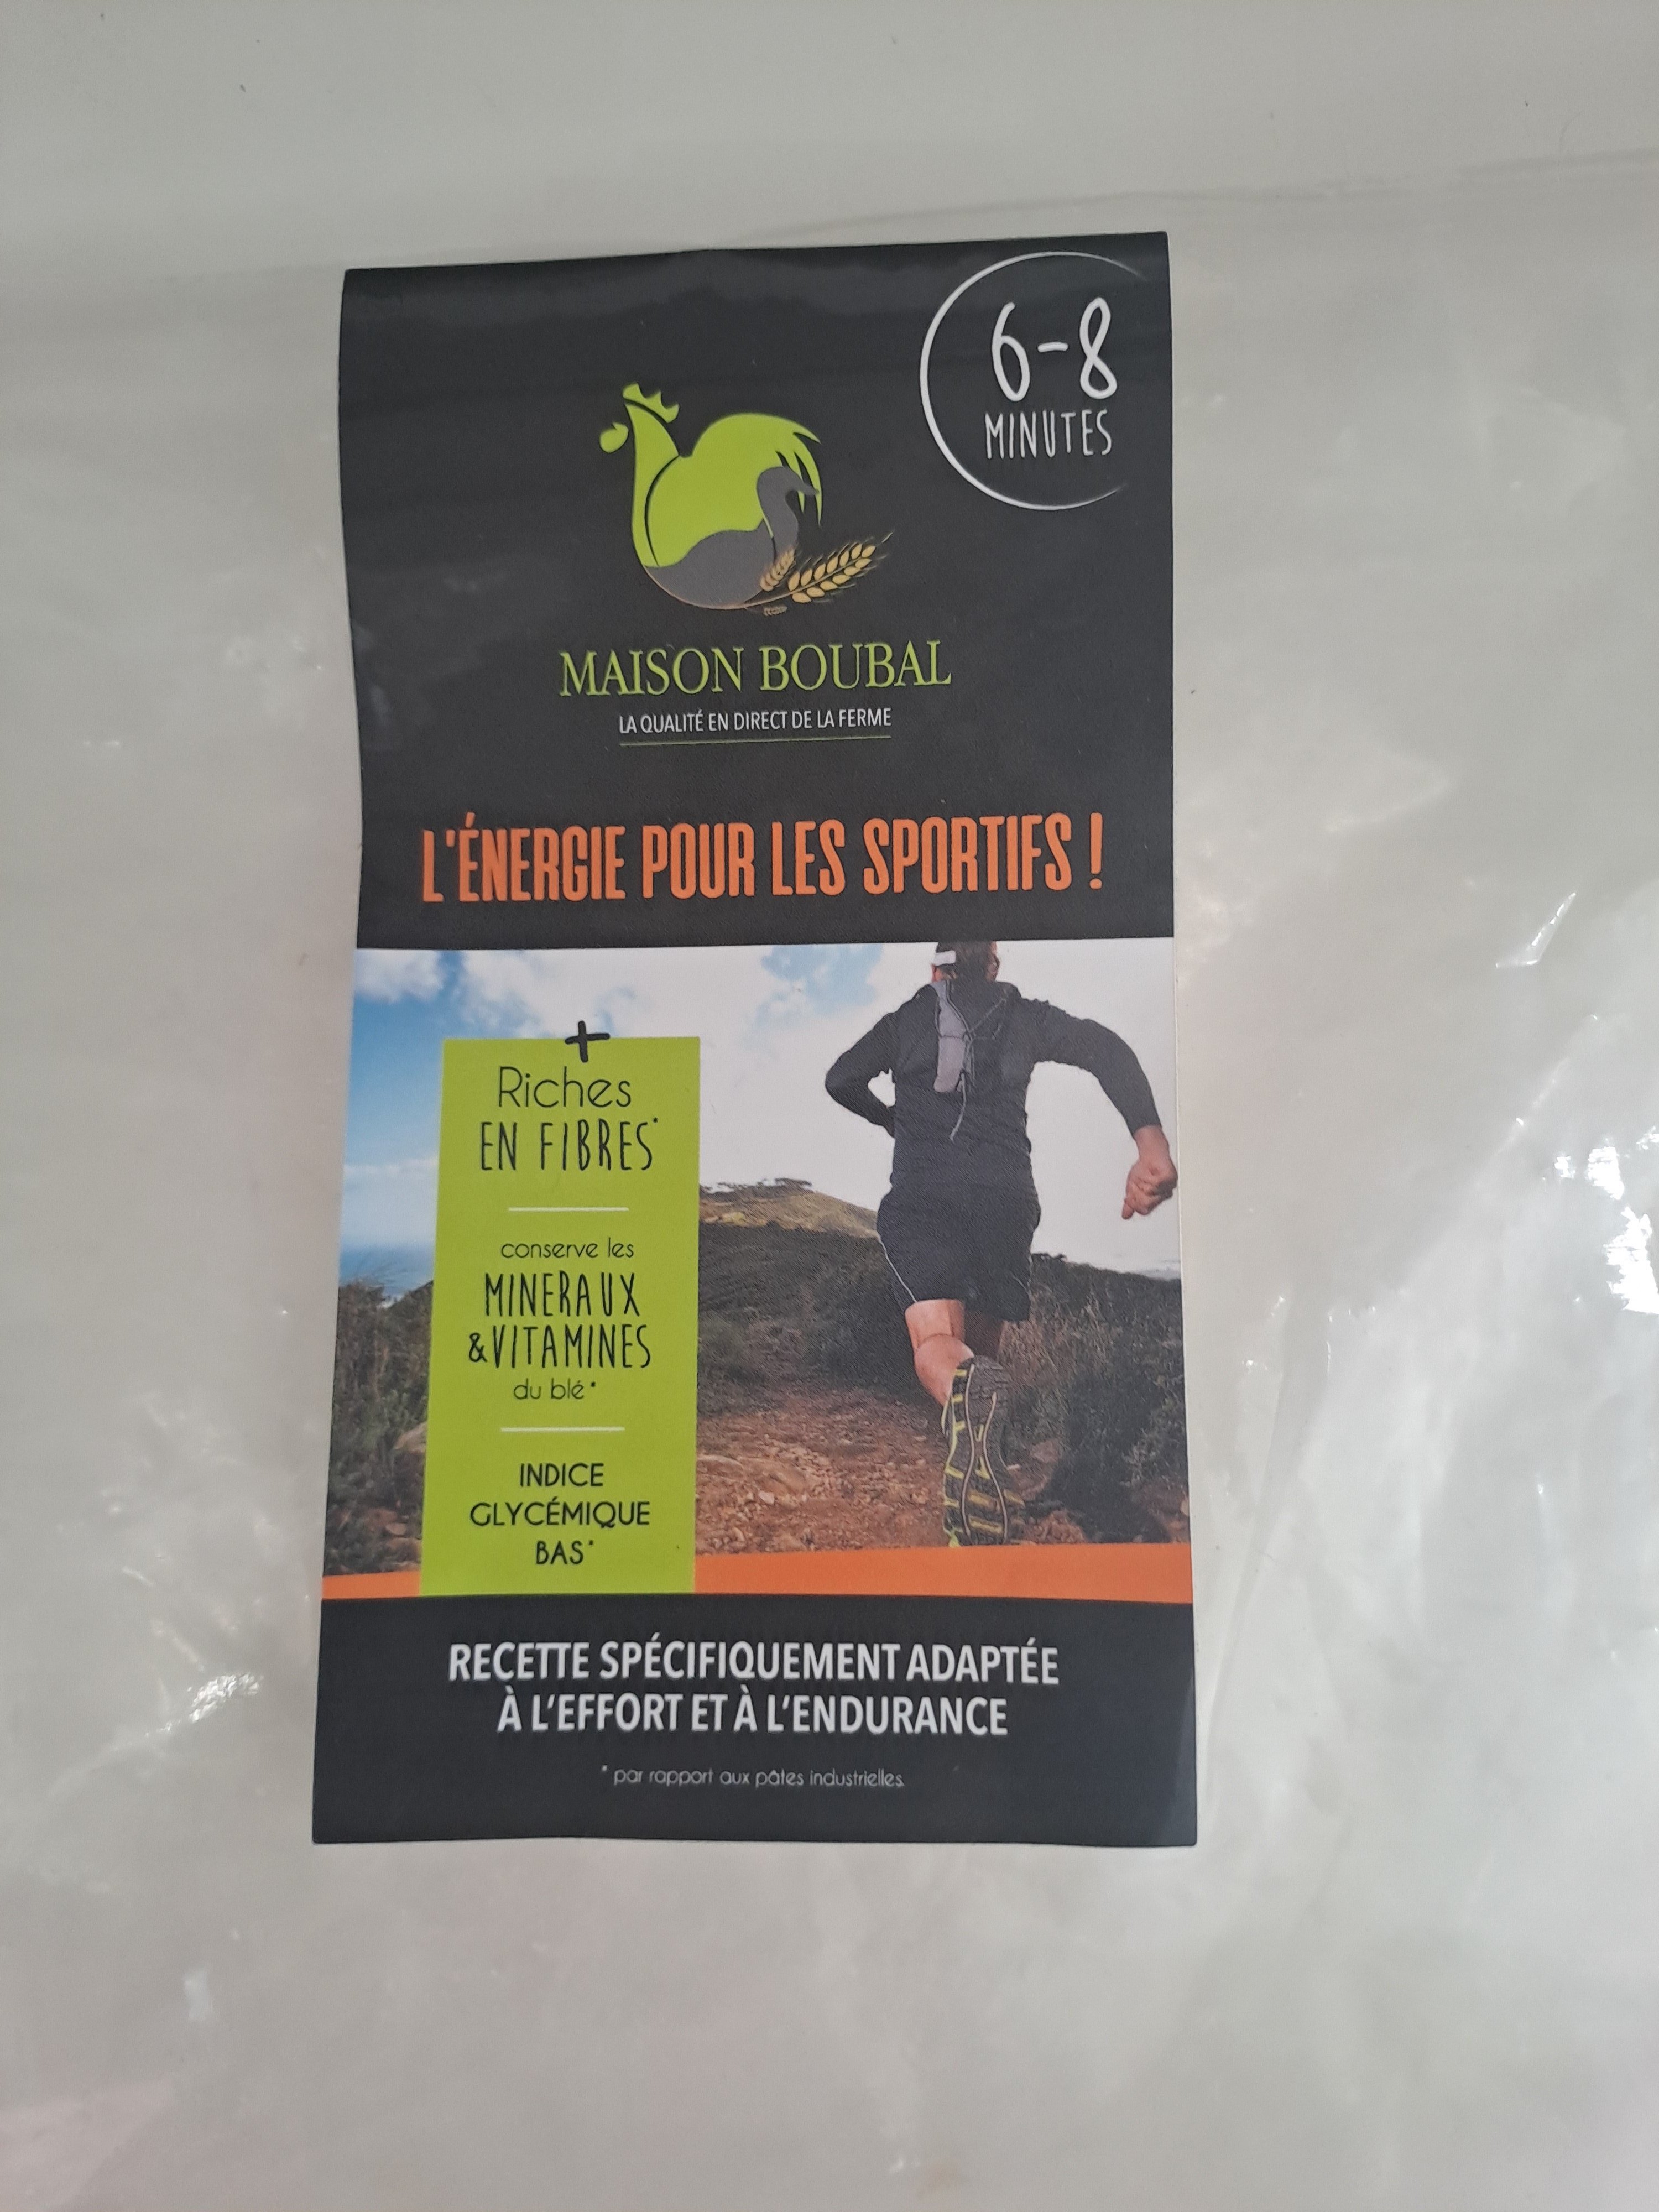 6-8
MINUTES
MAISON BOUBAL
LA QUALITÉ EN DIRECT DE LA FERME
L'ÉNERGIE POUR LES SPORTIFS !
+
Riches
EN FIBRES*
conserve les
MINERAUX
&VITAMINES
du blé*
INDICE
GLYCÉMIQUE
BAS*
RECETTE SPÉCIFIQUEMENT ADAPTÉE
À L'EFFORT ET À L'ENDURANCE
* par rapport aux pâtes industrielles.